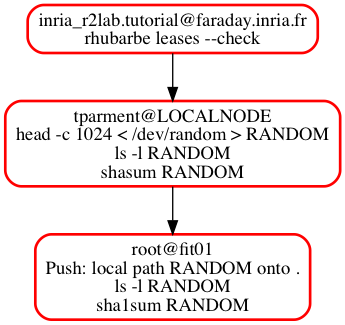 inria_r2lab.tutorial@faraday.inria.fr
rhubarbe leases --check
tparment@LOCALNODE
head -c 1024 < /dev/random > RANDOM
ls -l RANDOM
shasum RANDOM
root@fit01
Push: local path RANDOM onto .
ls -l RANDOM
sha1sum RANDOM